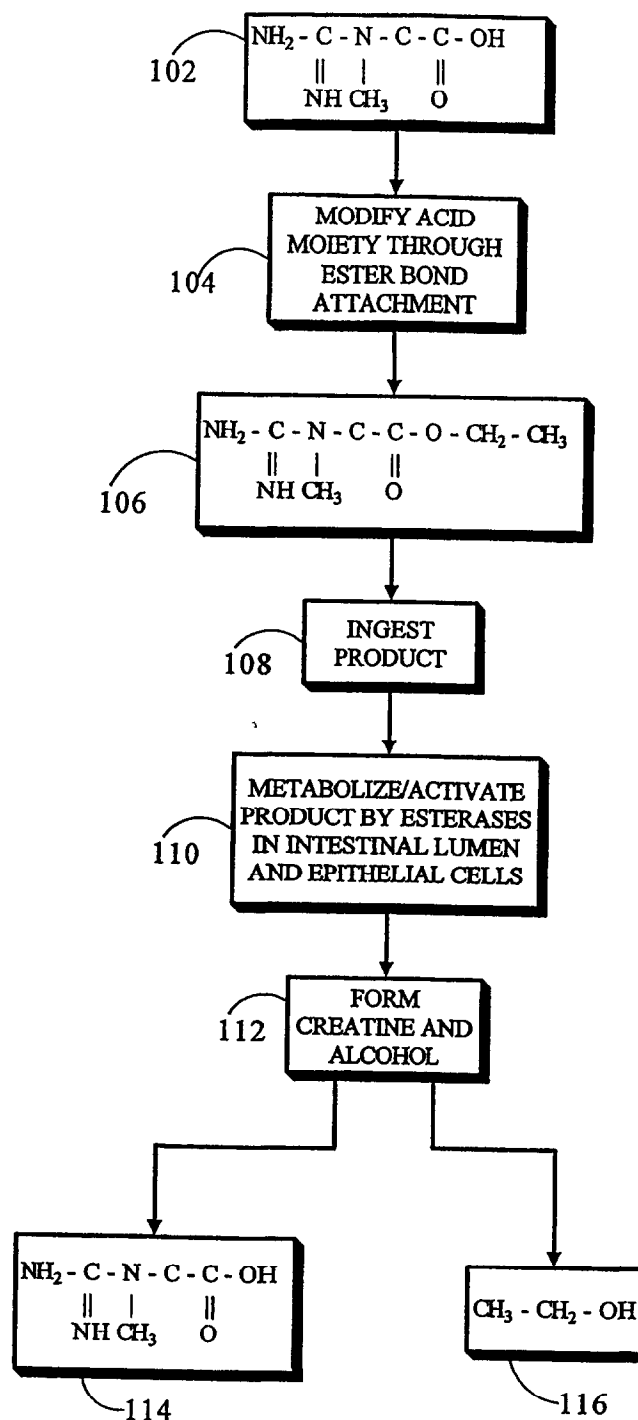 NH₂ - C - N - C - C - OH
|| | ||
NH CH₃ O
102
MODIFY ACID
MOIETY THROUGH
ESTER BOND
ATTACHMENT
104
NH₂ - C - N - C - C - O - CH₂ - CH₃
|| | ||
NH CH₃ O
106
INGEST
PRODUCT
108
METABOLIZE/ACTIVATE
PRODUCT BY ESTERASES
IN INTESTINAL LUMEN
AND EPITHELIAL CELLS
110
FORM
CREATINE AND
ALCOHOL
112
NH₂ - C - N - C - C - OH
|| | ||
NH CH₃ O
114
CH₃ - CH₂ - OH
116